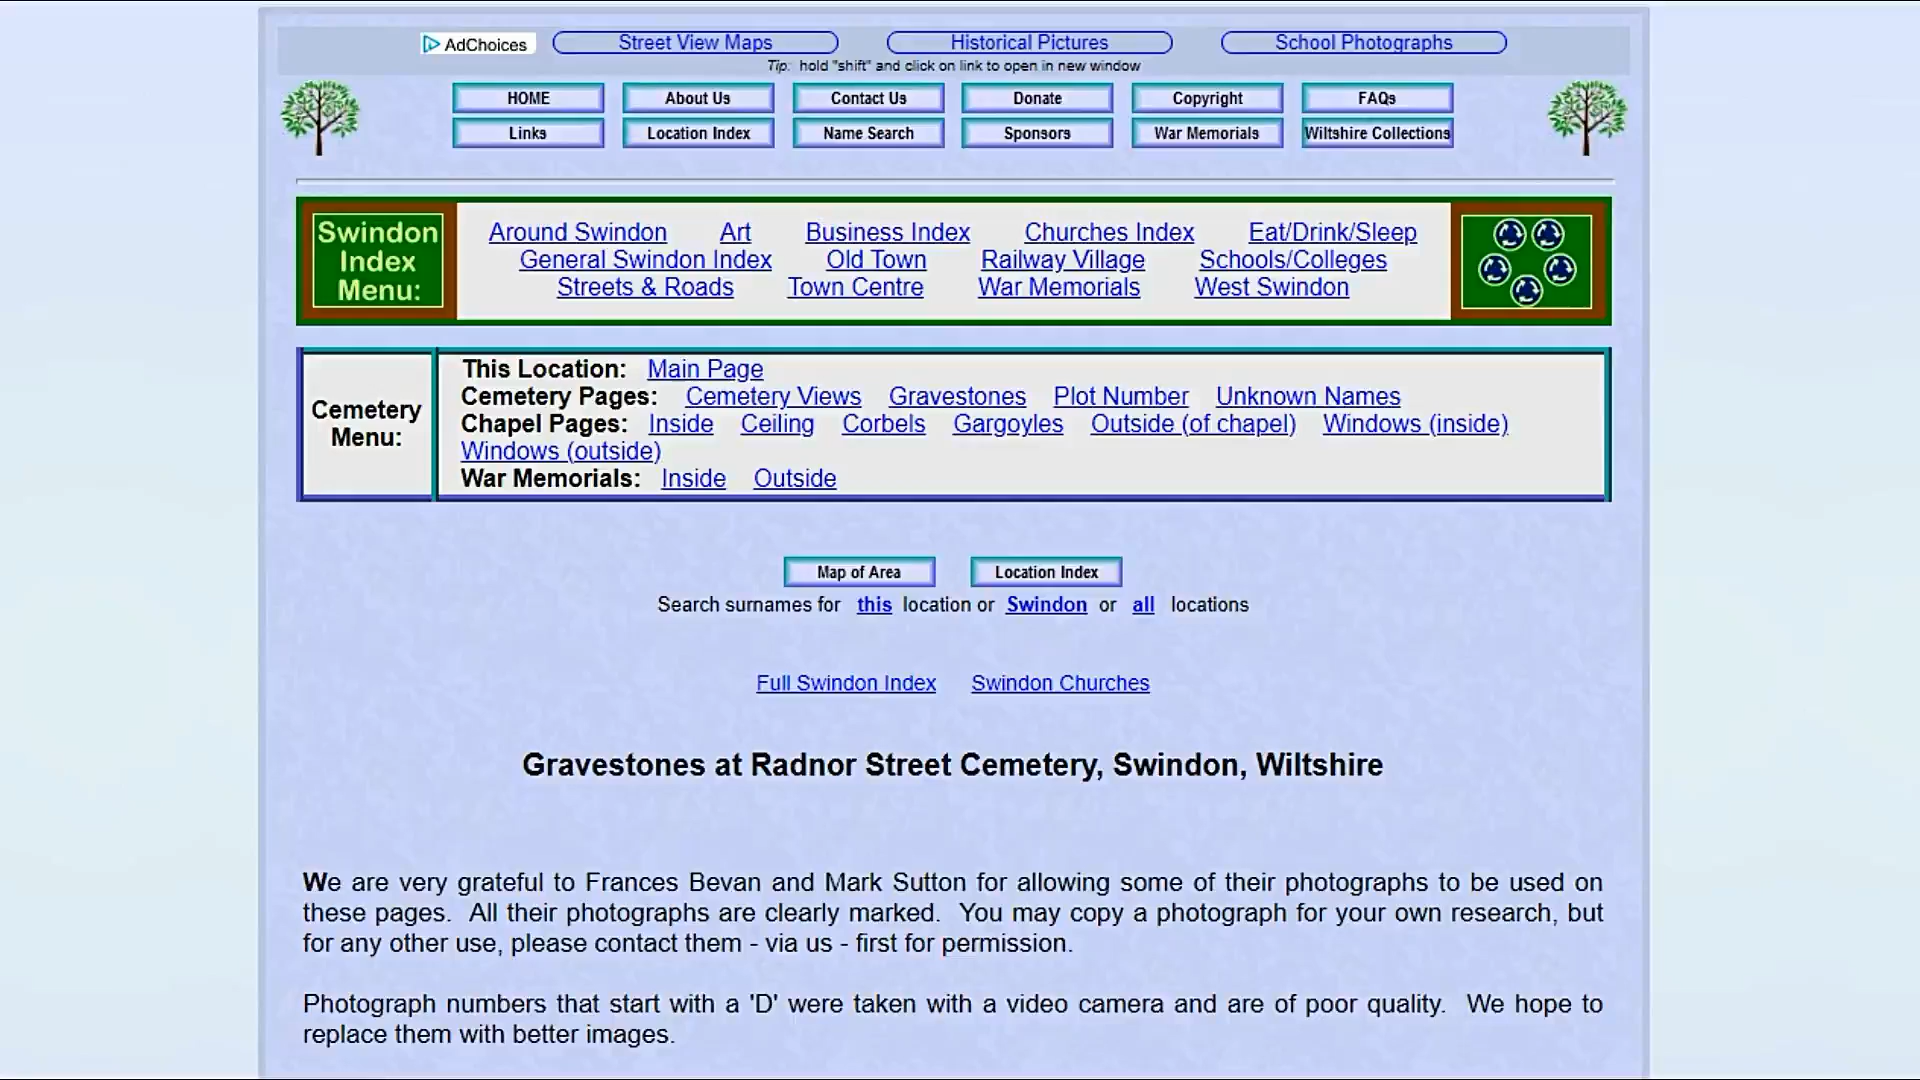 AdChoices Street View Maps Historical Pictures School Photographs
Tip: hold "shift" and click on link to open in new window
HOME About Us Contact Us Donate Copyright FAQs
Links Location Index Name Search Sponsors War Memorials Wiltshire Collections
Swindon
Index
Menu:
Around Swindon Art Business Index Churches Index Eat/Drink/Sleep
General Swindon Index Old Town Railway Village Schools/Colleges
Streets & Roads Town Centre War Memorials West Swindon
Cemetery
Menu:
This Location: Main Page
Cemetery Pages: Cemetery Views Gravestones Plot Number Unknown Names
Chapel Pages: Inside Ceiling Corbels Gargoyles Outside (of chapel) Windows (inside)
Windows (outside)
War Memorials: Inside Outside
Map of Area Location Index
Search surnames for this location or Swindon or all locations
Full Swindon Index Swindon Churches
Gravestones at Radnor Street Cemetery, Swindon, Wiltshire
We are very grateful to Frances Bevan and Mark Sutton for allowing some of their photographs to be used on
these pages. All their photographs are clearly marked. You may copy a photograph for your own research, but
for any other use, please contact them - via us - first for permission.
Photograph numbers that start with a 'D' were taken with a video camera and are of poor quality. We hope to
replace them with better images.